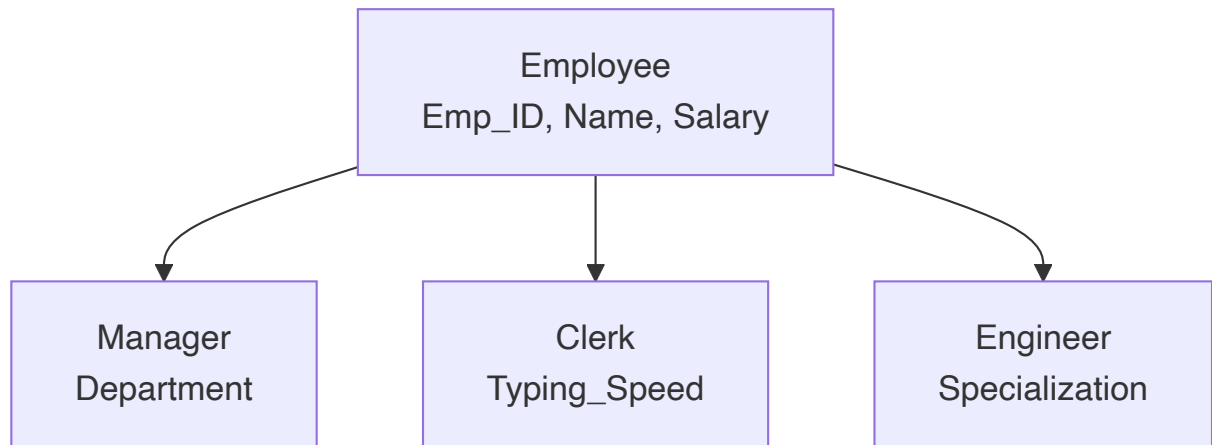 Employee
Emp_ID, Name, Salary
Manager
Department
Clerk
Typing_Speed
Engineer
Specialization